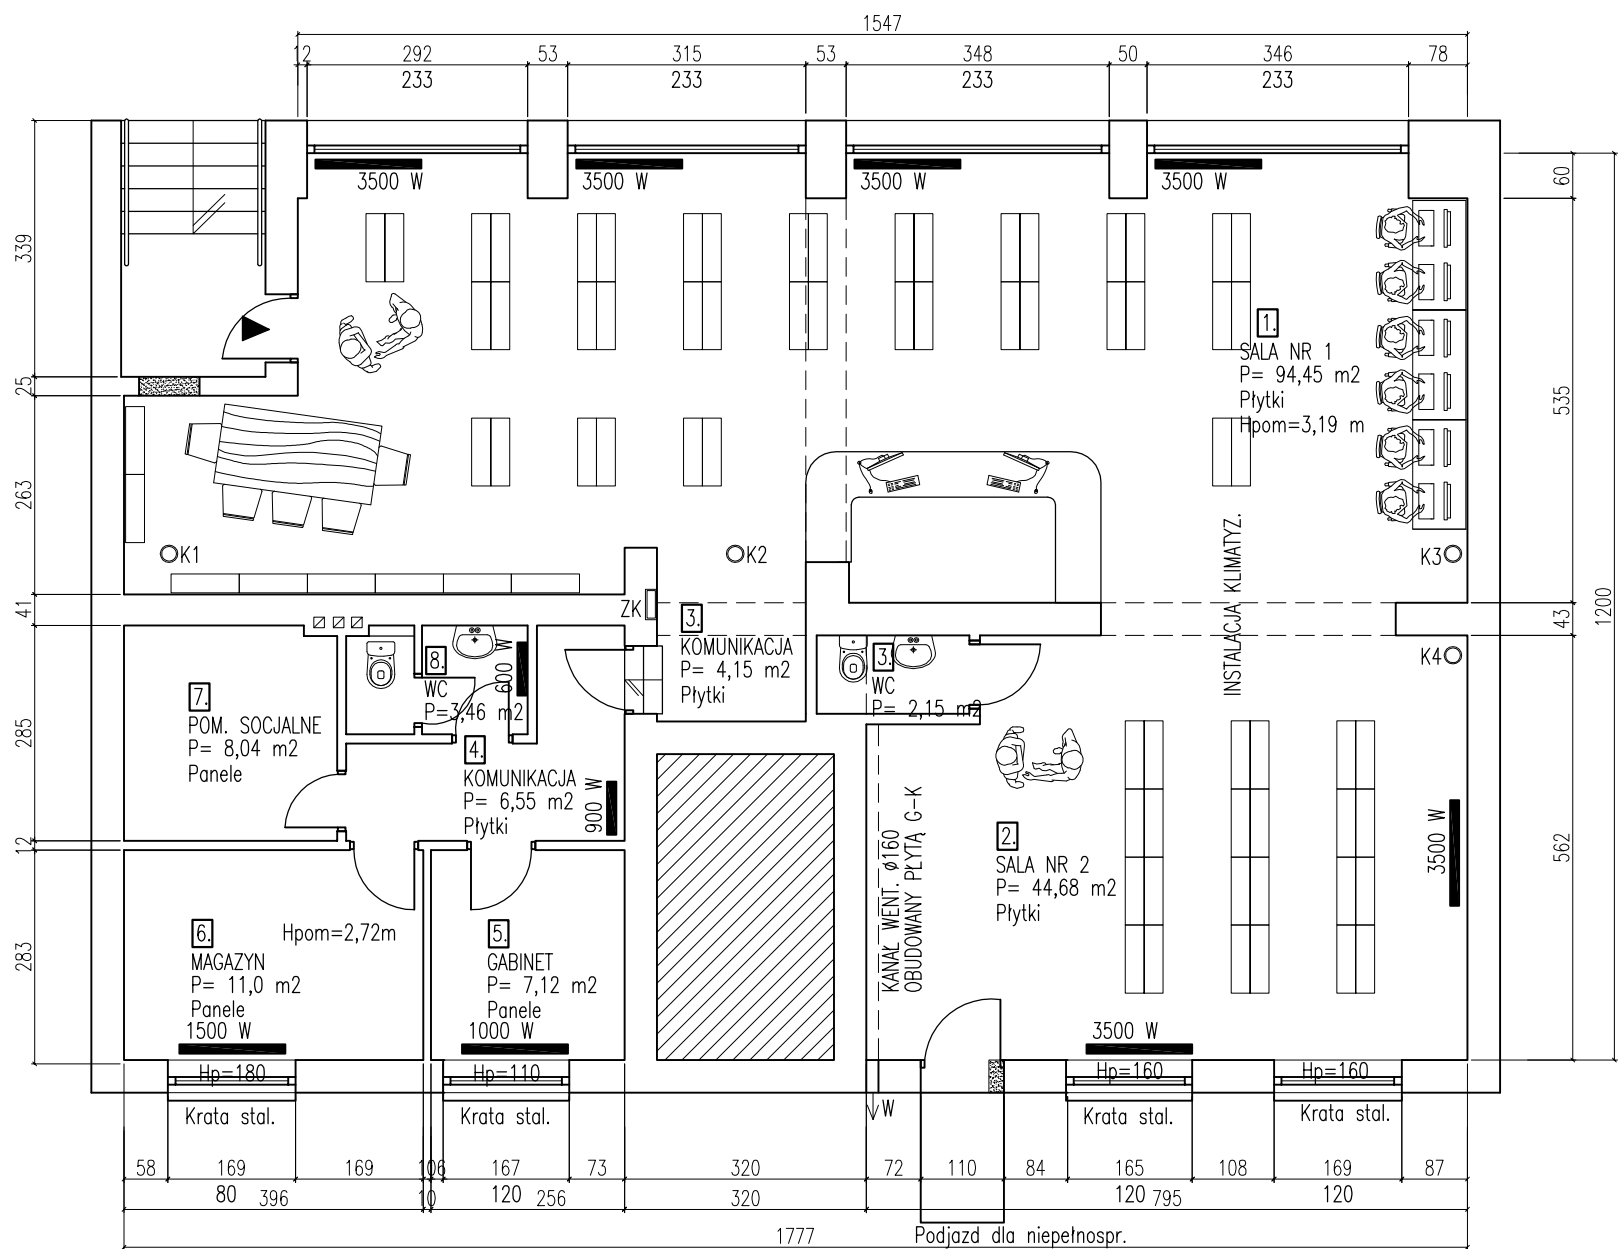 1547
12 292 53 315 53 348 50 346 78
233 233 233 233
3500 W 3500 W 3500 W 3500 W
60
339
1.
SALA NR 1
P= 94,45 m2
Płytki
Hpom=3,19 m
25
535
263
INSTALACJA KLIMATYZ.
K1 K2 K3
1200
41
ZK
43
3.
KOMUNIKACJA
P= 4,15 m2
Płytki
3.
WC
P= 2,15 m2
K4
8.
WC
P=3,46 m2
600 W
7.
POM. SOCJALNE
P= 8,04 m2
Panele
285
4.
KOMUNIKACJA
P= 6,55 m2
Płytki
900 W
12
KANAŁ WENT. ø160
OBUDOWANY PŁYTĄ G-K
2.
SALA NR 2
P= 44,68 m2
Płytki
3500 W
562
283
6.
MAGAZYN
P= 11,0 m2
Panele
1500 W
Hpom=2,72m
5.
GABINET
P= 7,12 m2
Panele
1000 W
3500 W
Hp=180 Hp=110 Hp=160 Hp=160
Krata stal. Krata stal. W Krata stal. Krata stal.
58 169 169 106 167 73 320 72 110 84 165 108 169 87
80 396 10 120 256 320 120 795 120
1777
Podjazd dla niepełnospr.